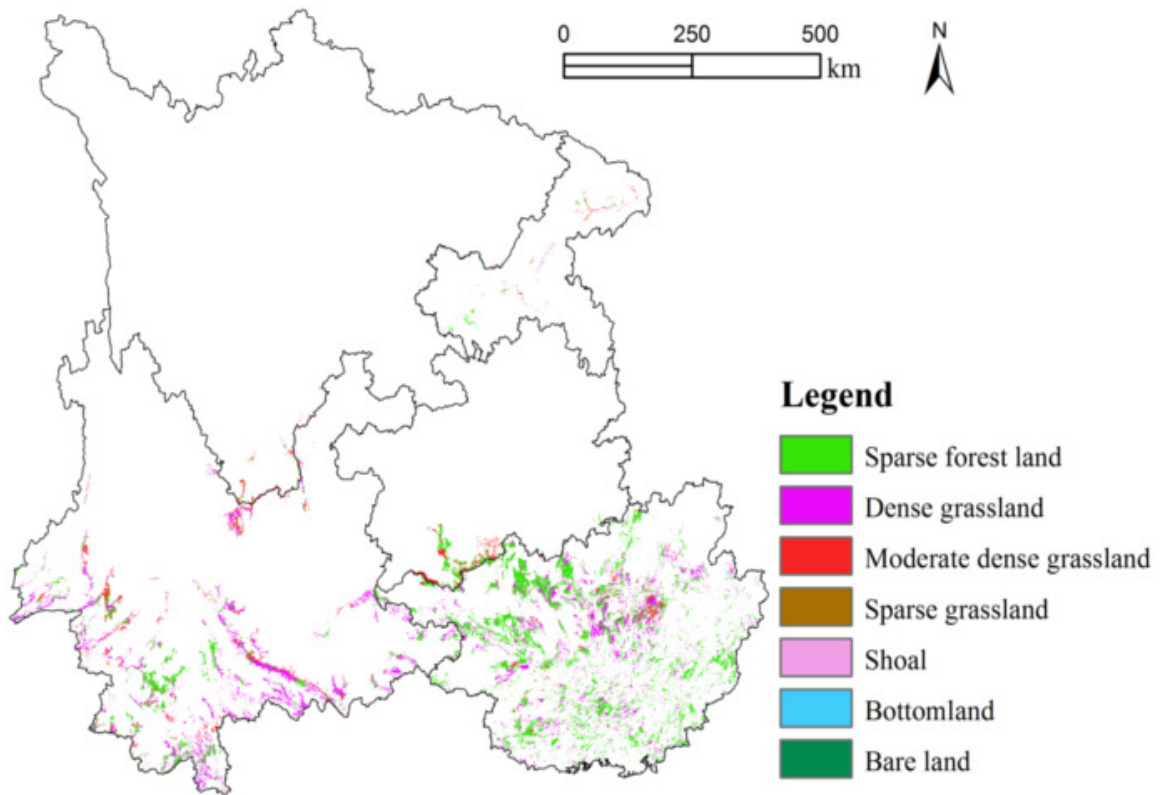 0 250 500
km
N
Legend
Sparse forest land
Dense grassland
Moderate dense grassland
Sparse grassland
Shoal
Bottomland
Bare land